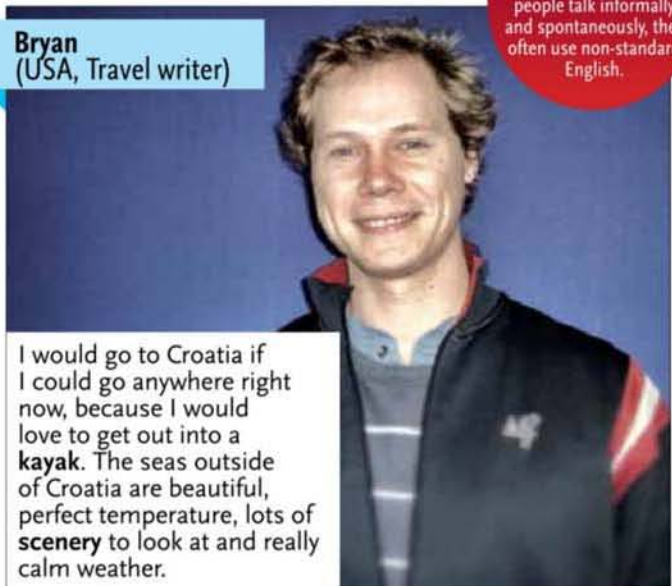 people talk informally
and spontaneously, the
often use non-standar
English.
Bryan
(USA, Travel writer)
I would go to Croatia if
I could go anywhere right
now, because I would
love to get out into a
kayak. The seas outside
of Croatia are beautiful,
perfect temperature, lots of
scenery to look at and really
calm weather.